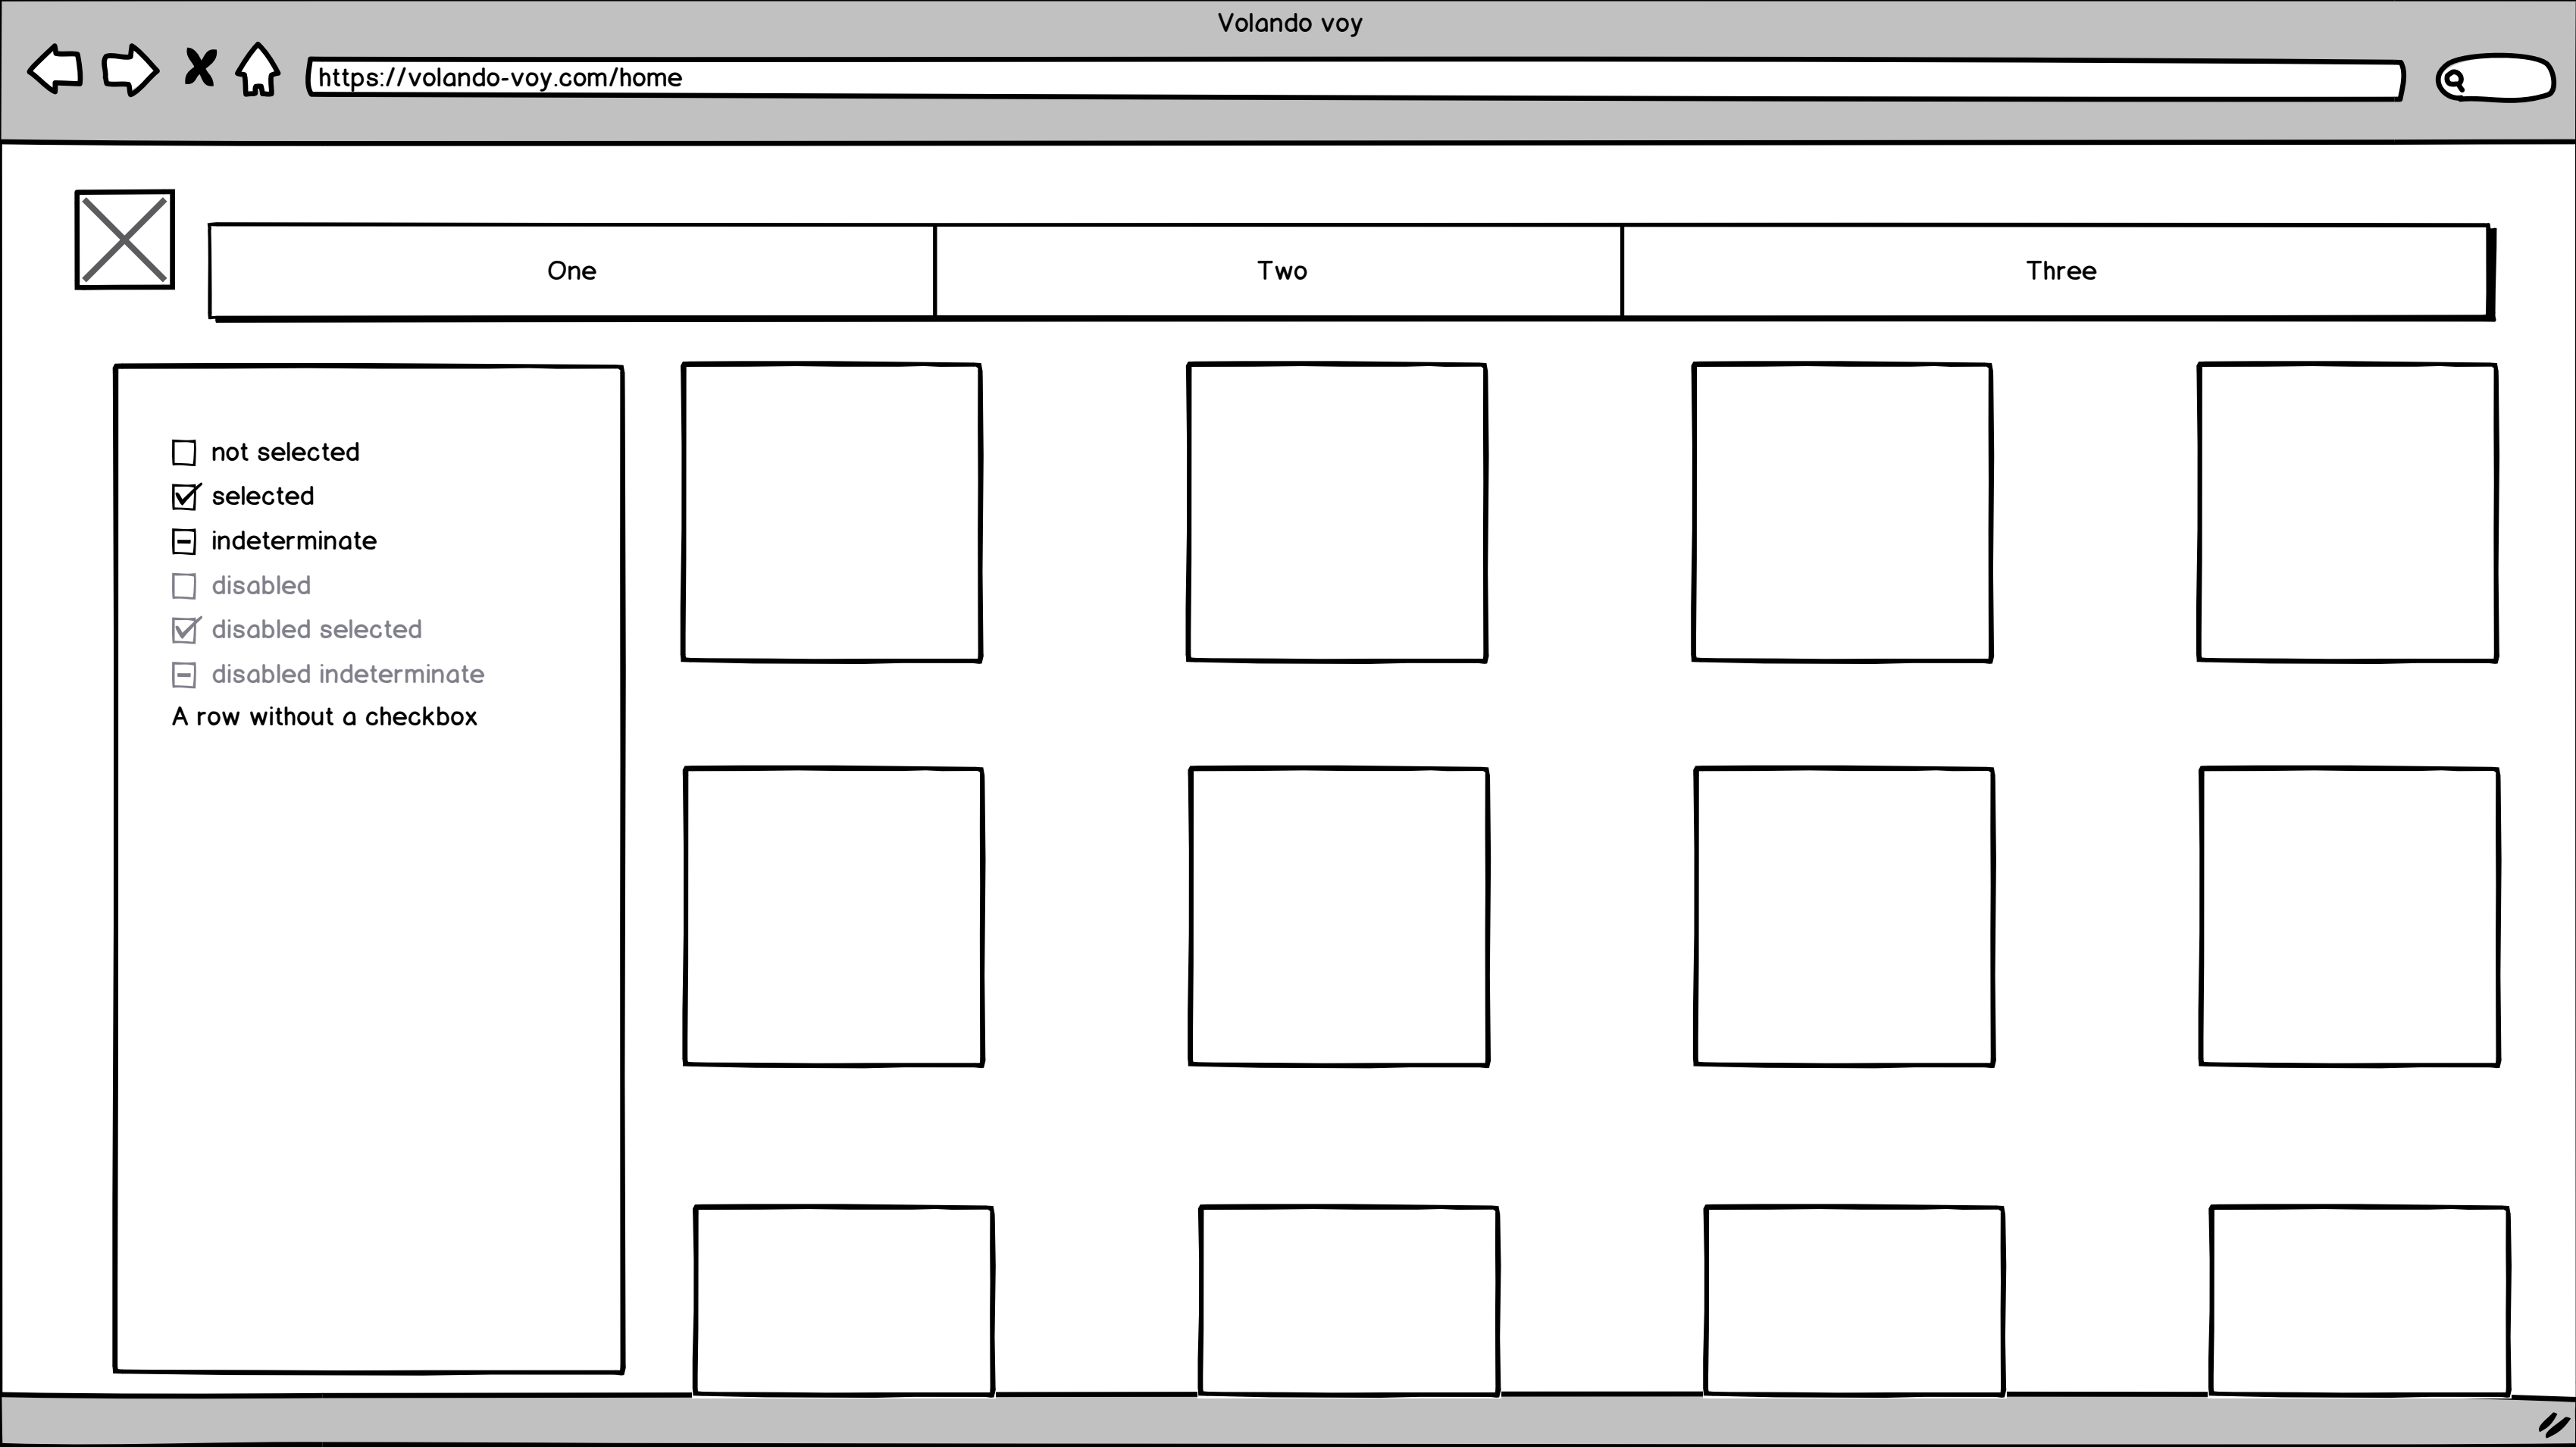 Volando voy
https://volando-voy.com/home
One
Two
Three
not selected
selected
indeterminate
disabled
disabled selected
disabled indeterminate
A row without a checkbox